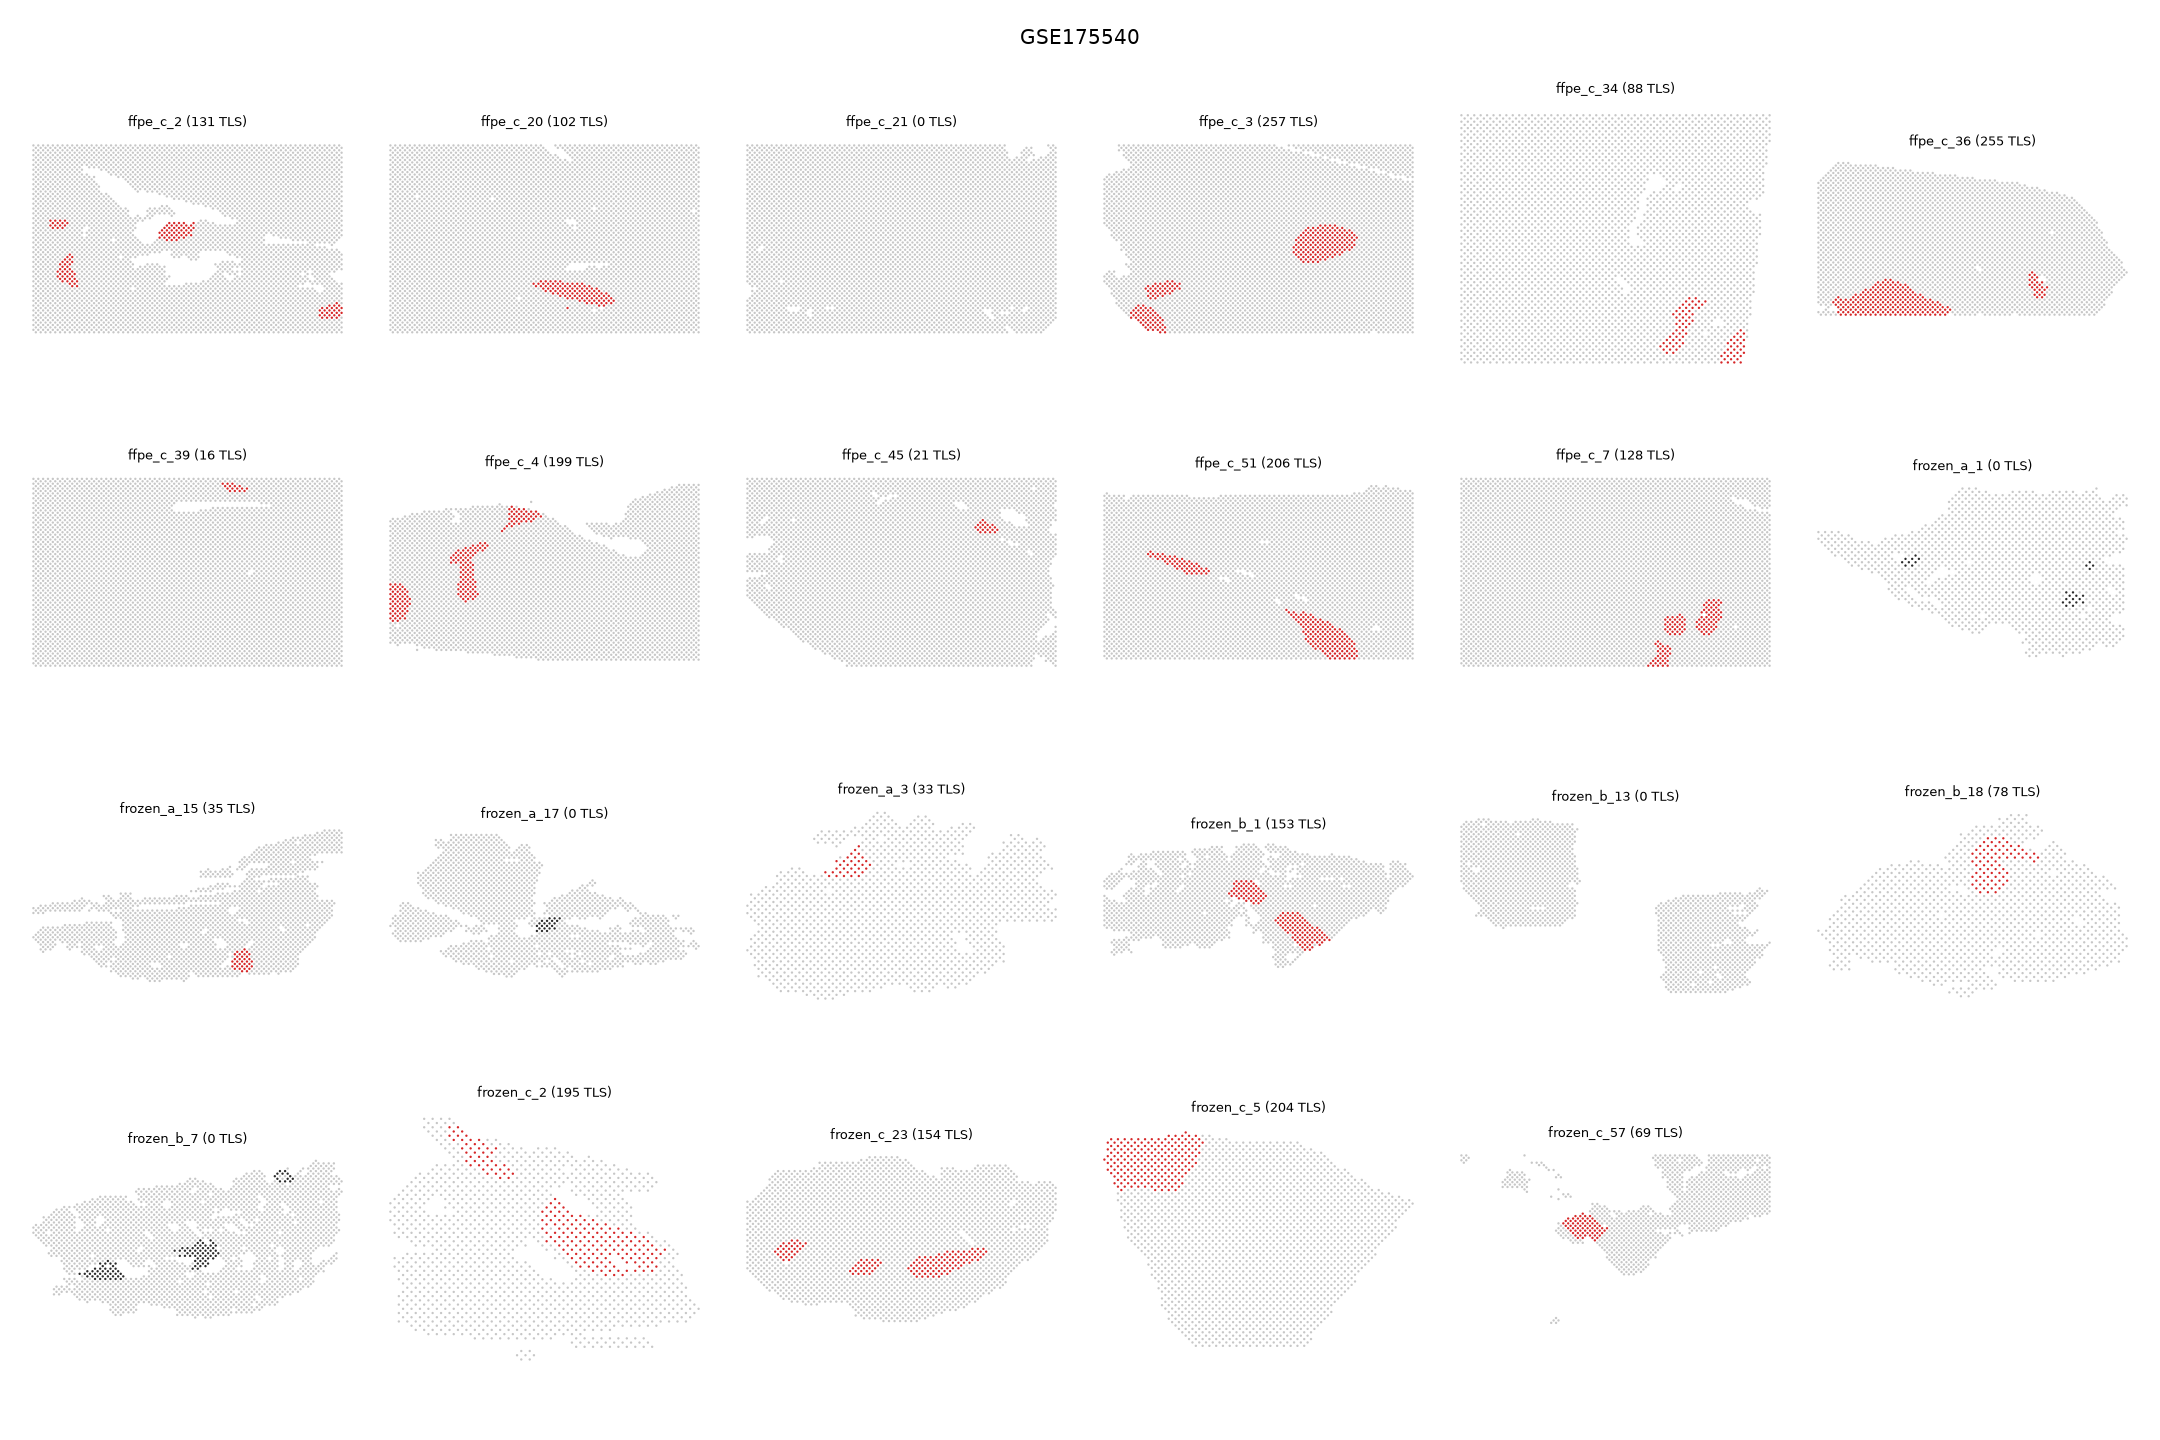 GSE175540
ffpe_c_2 (131 TLS)
ffpe_c_20 (102 TLS)
ffpe_c_21 (0 TLS)
ffpe_c_3 (257 TLS)
ffpe_c_34 (88 TLS)
ffpe_c_36 (255 TLS)
ffpe_c_39 (16 TLS)
ffpe_c_4 (199 TLS)
ffpe_c_45 (21 TLS)
ffpe_c_51 (206 TLS)
ffpe_c_7 (128 TLS)
frozen_a_1 (0 TLS)
frozen_a_15 (35 TLS)
frozen_a_17 (0 TLS)
frozen_a_3 (33 TLS)
frozen_b_1 (153 TLS)
frozen_b_13 (0 TLS)
frozen_b_18 (78 TLS)
frozen_b_7 (0 TLS)
frozen_c_2 (195 TLS)
frozen_c_23 (154 TLS)
frozen_c_5 (204 TLS)
frozen_c_57 (69 TLS)